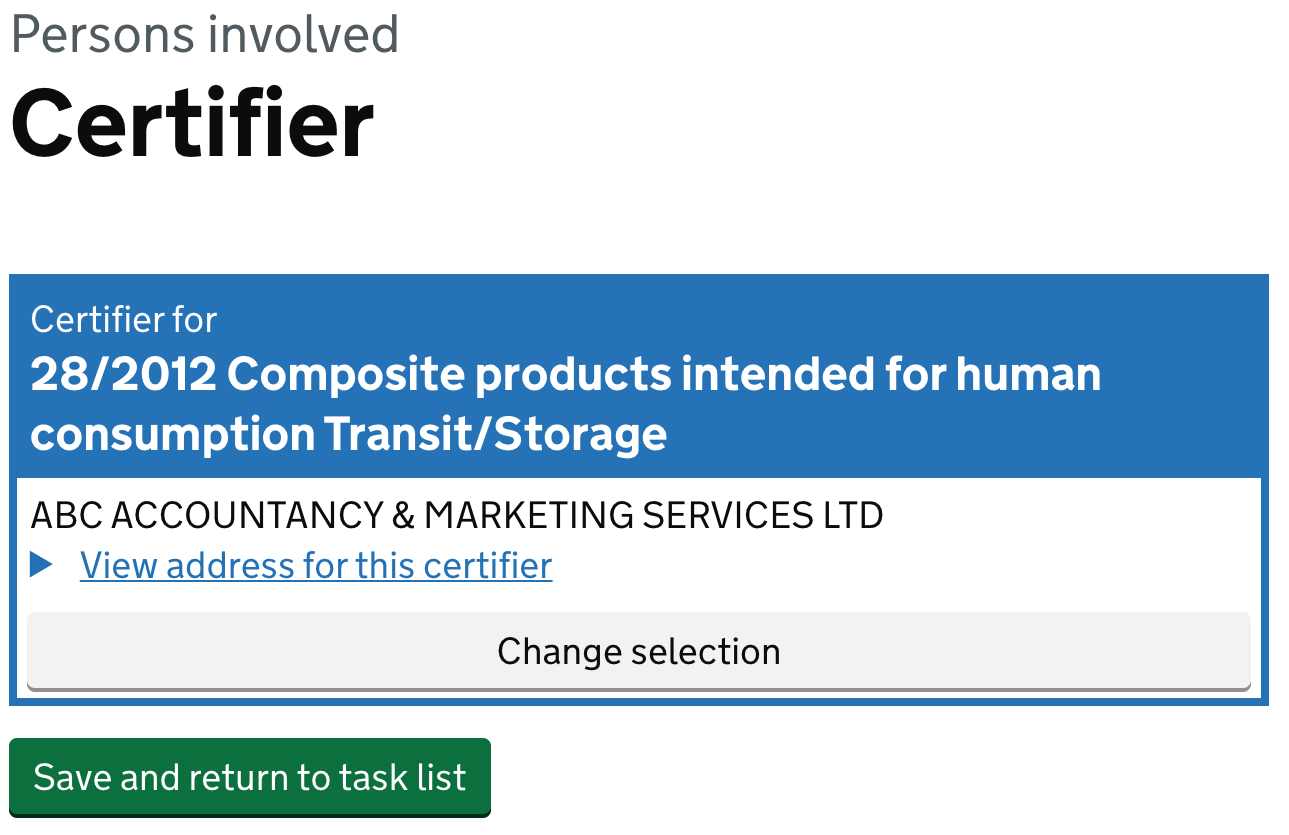 Persons involved
Certifier
Certifier for
28/2012 Composite products intended for human
consumption Transit/Storage
ABC ACCOUNTANCY & MARKETING SERVICES LTD
View address for this certifier
Change selection
Save and return to task list